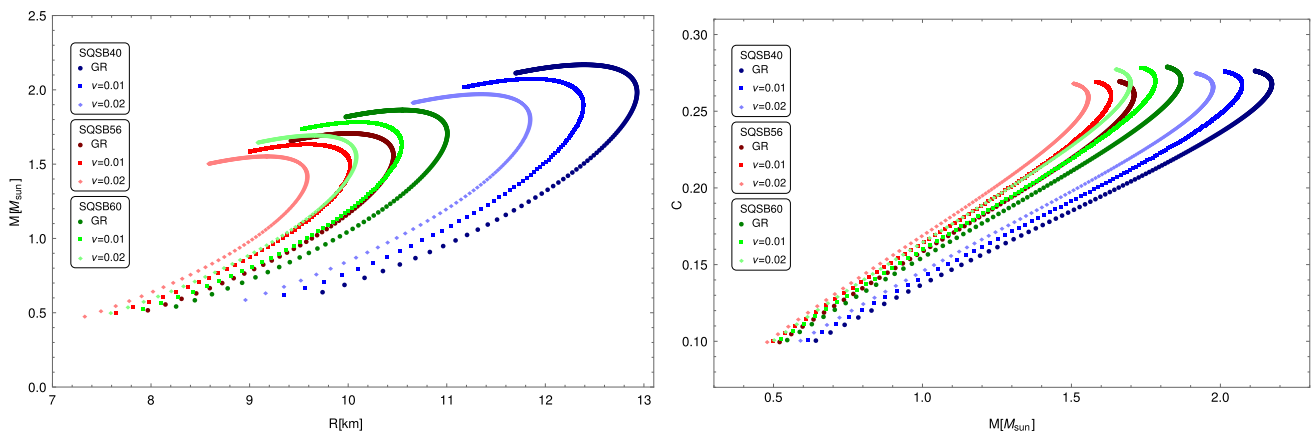 2.5
2.0
1.5
1.0
0.5
0.0
M[Msun]
7
8
9
10
11
12
13
R[km]
SQSB40
GR
ν=0.01
ν=0.02
SQSB56
GR
ν=0.01
ν=0.02
SQSB60
GR
ν=0.01
ν=0.02
0.30
0.25
0.20
0.15
0.10
C
0.5
1.0
1.5
2.0
M[Msun]
SQSB40
GR
ν=0.01
ν=0.02
SQSB56
GR
ν=0.01
ν=0.02
SQSB60
GR
ν=0.01
ν=0.02